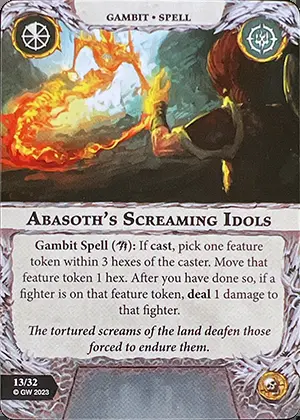 GAMBIT • SPELL
ABASOTH'S SCREAMING IDOLS
Gambit Spell (): If cast, pick one feature
token within 3 hexes of the caster. Move that
feature token 1 hex. After you have done so, if a
fighter is on that feature token, deal 1 damage to
that fighter.
The tortured screams of the land deafen those
forced to endure them.
13/32
© GW 2023